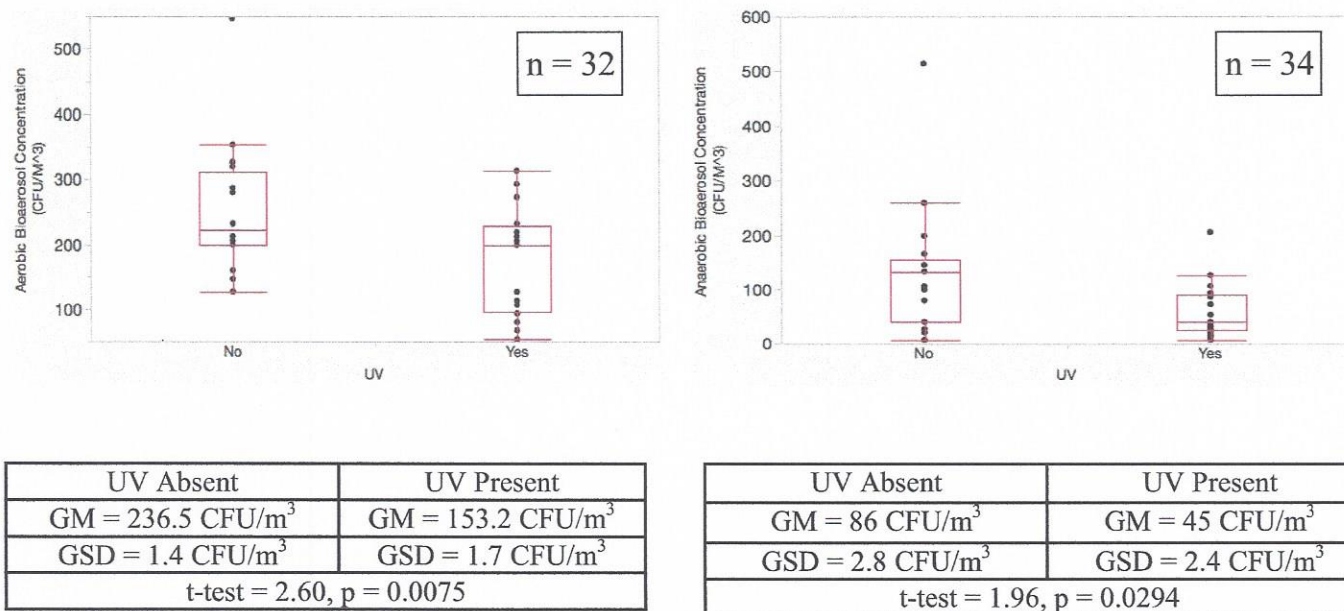 500
400
300
200
100
Aerobic Bioaerosol Concentration
(CFU/M^3)
n = 32
No
Yes
UV
600
500
400
300
200
100
0
Anaerobic Bioaerosol Concentration
(CFU/M^3)
n = 34
No
Yes
UV
UV Absent UV Present
GM = 236.5 CFU/m³ GM = 153.2 CFU/m³
GSD = 1.4 CFU/m³ GSD = 1.7 CFU/m³
t-test = 2.60, p = 0.0075
UV Absent UV Present
GM = 86 CFU/m³ GM = 45 CFU/m³
GSD = 2.8 CFU/m³ GSD = 2.4 CFU/m³
t-test = 1.96, p = 0.0294